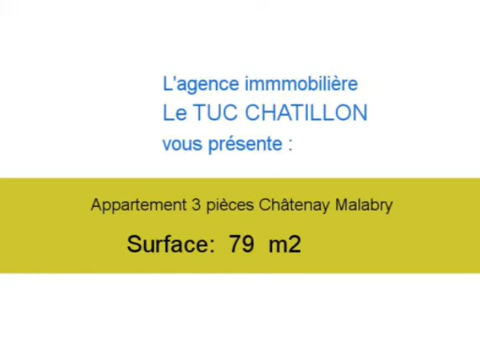 L'agence immmobilière
Le TUC CHATILLON
vous présente :
Appartement 3 pièces Châtenay Malabry
Surface: 79 m2